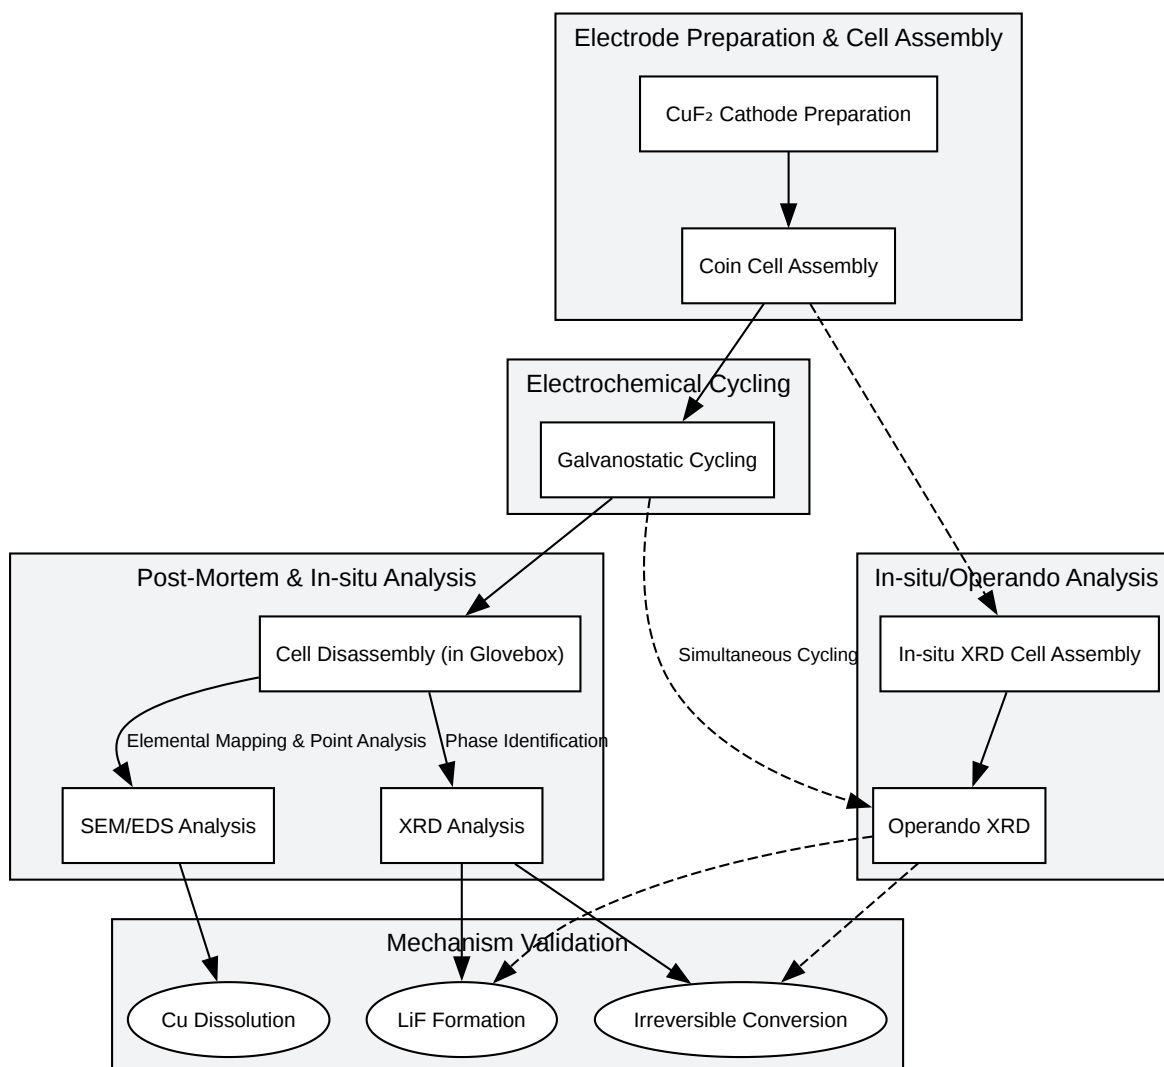 Electrode Preparation & Cell Assembly
CuF₂ Cathode Preparation
Coin Cell Assembly
Electrochemical Cycling
Galvanostatic Cycling
Post-Mortem & In-situ Analysis
In-situ/Operando Analysis
Cell Disassembly (in Glovebox)
Simultaneous Cycling
In-situ XRD Cell Assembly
Elemental Mapping & Point Analysis
Phase Identification
SEM/EDS Analysis
XRD Analysis
Operando XRD
Mechanism Validation
Cu Dissolution
LiF Formation
Irreversible Conversion